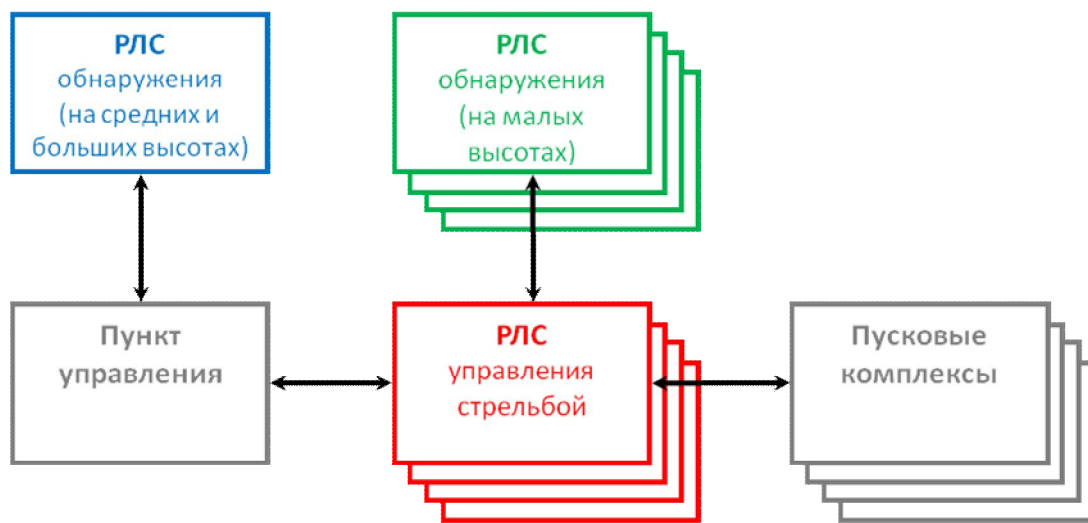 РЛС
обнаружения
(на средних и
больших высотах)
РЛС
обнаружения
(на малых
высотах)
Пункт
управления
РЛС
управления
стрельбой
Пусковые
комплексы